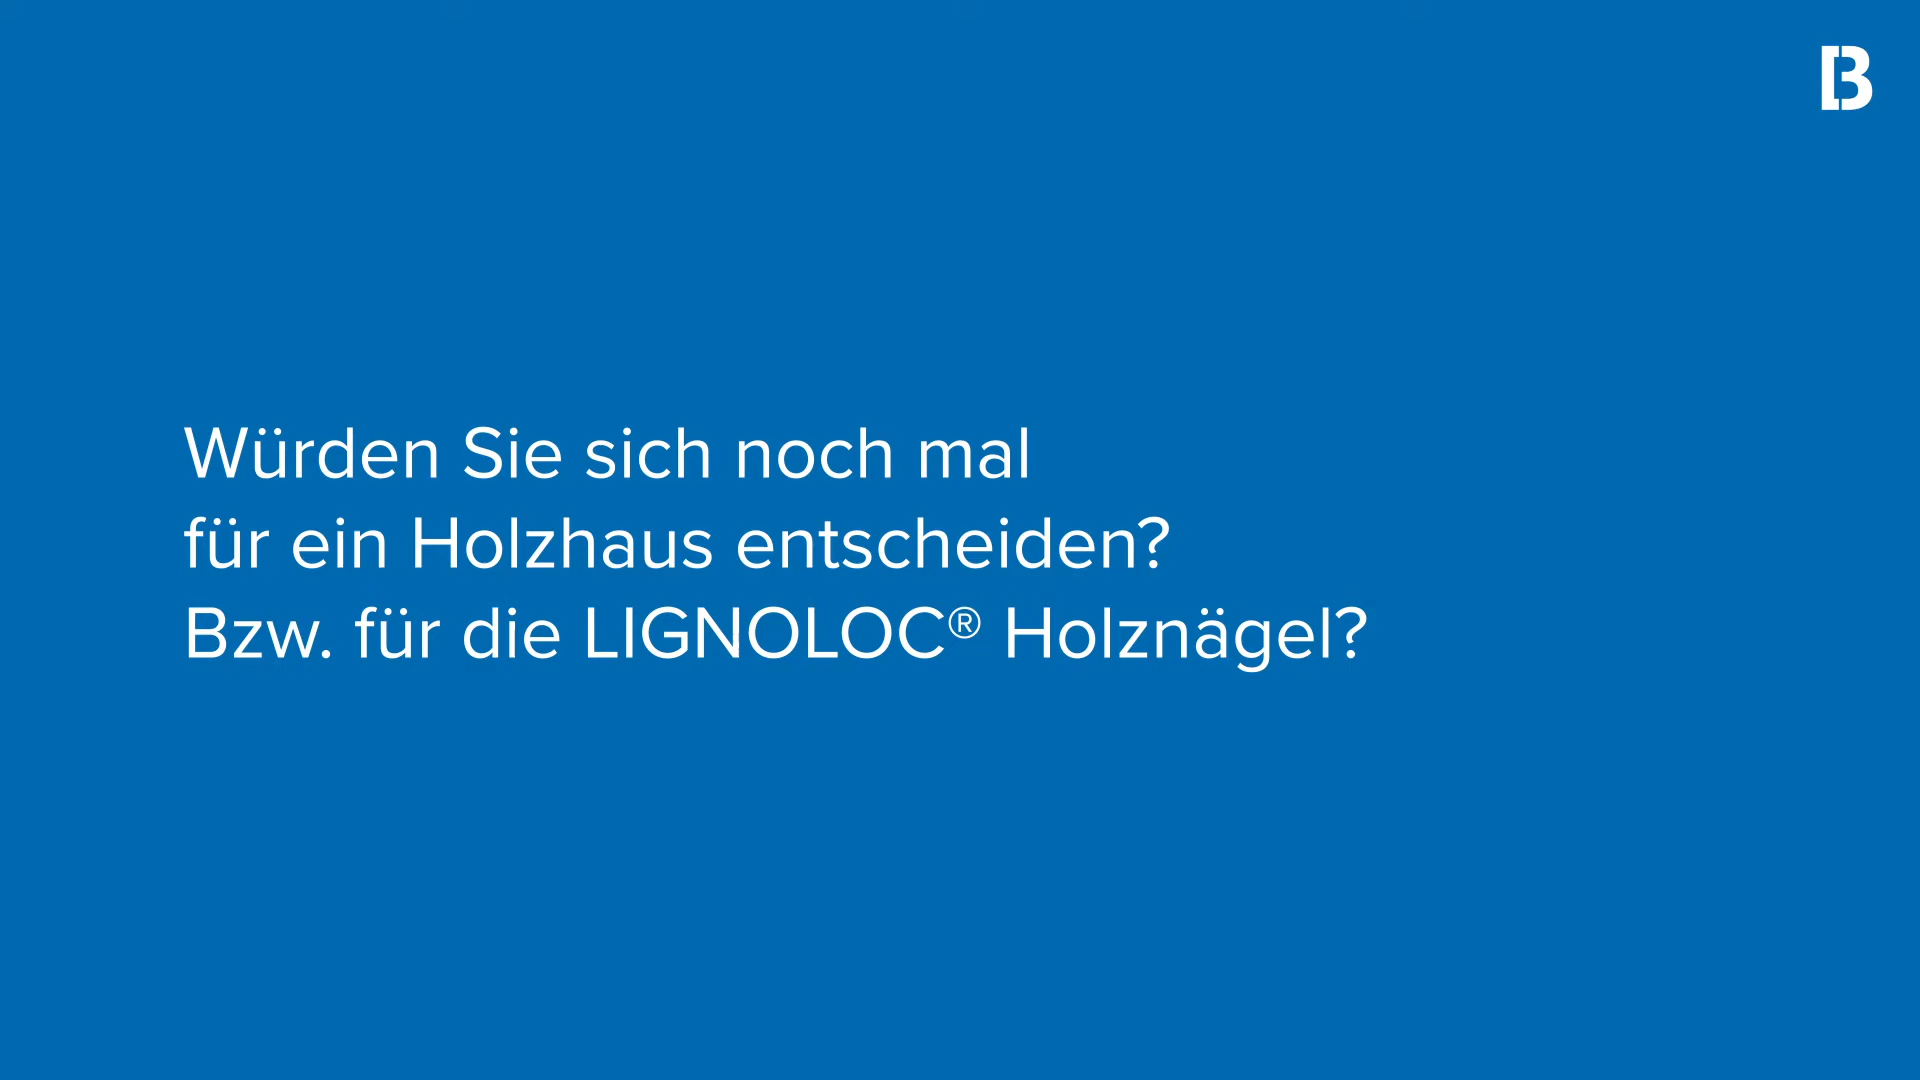 B
Würden Sie sich noch mal
für ein Holzhaus entscheiden?
Bzw. für die LIGNOLOC® Holznägel?